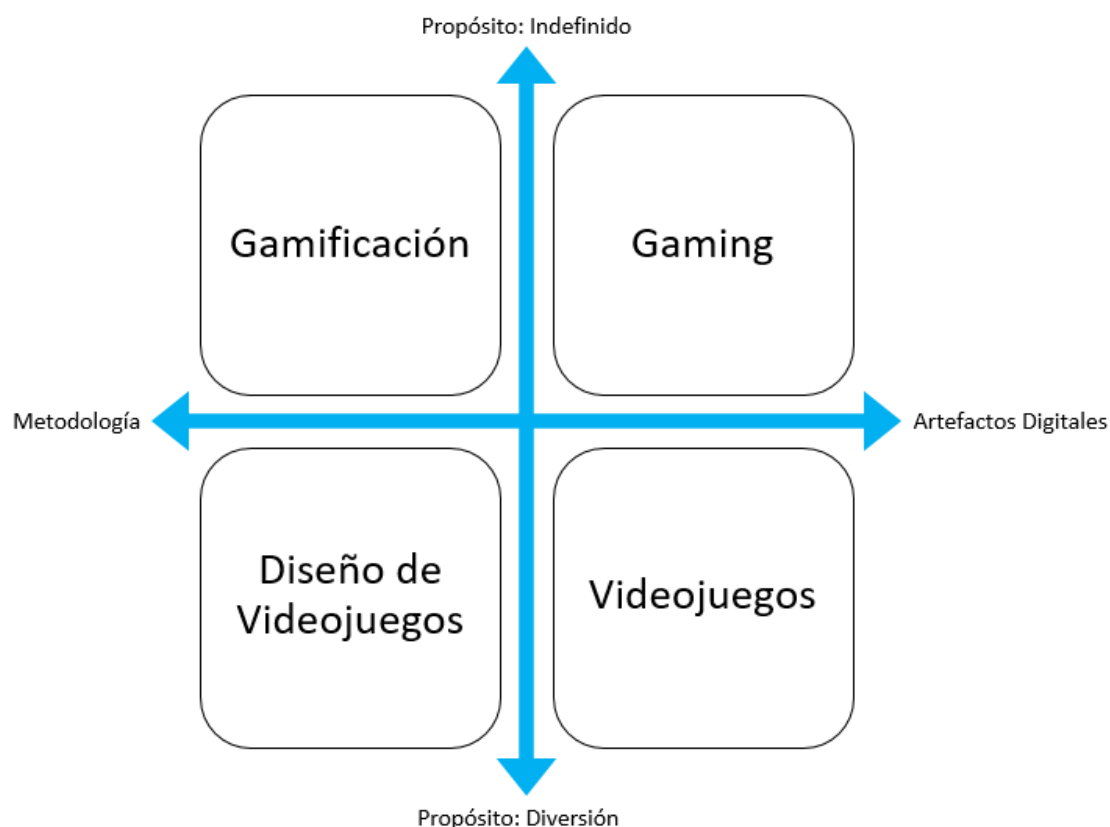 Propósito: Indefinido
Gamificación
Gaming
Metodología
Artefactos Digitales
Diseño de
Videojuegos
Videojuegos
Propósito: Diversión